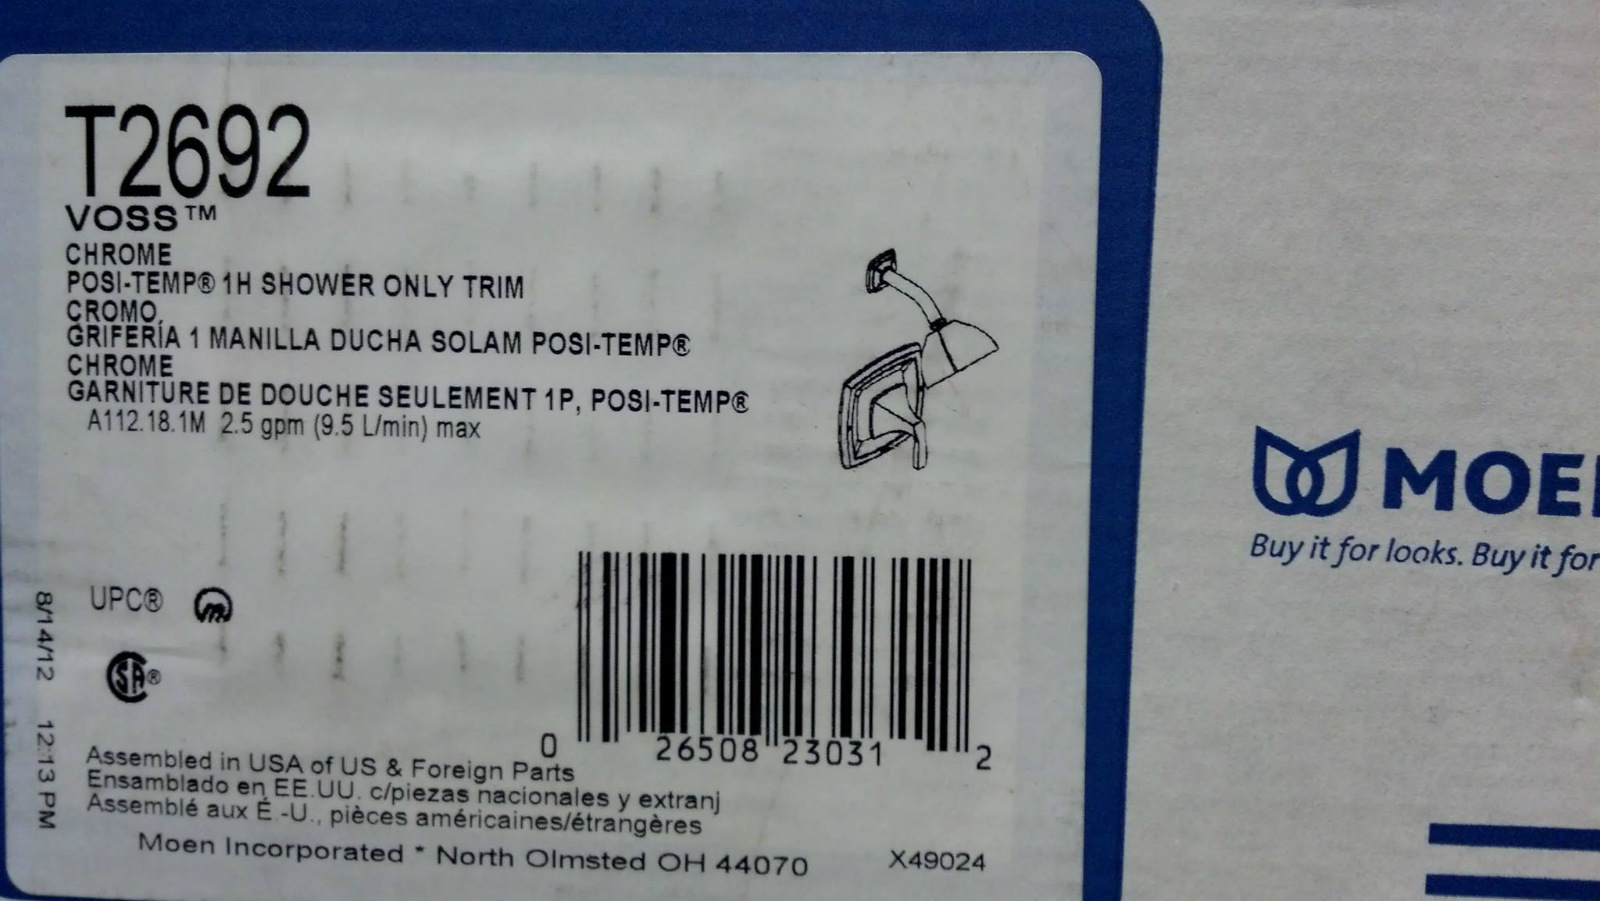 T2692
VOSS™
CHROME
POSI-TEMP® 1H SHOWER ONLY TRIM
CROMO,
GRIFERÍA 1 MANILLA DUCHA SOLAM POSI-TEMP®
CHROME
GARNITURE DE DOUCHE SEULEMENT 1P, POSI-TEMP®
A112.18.1M 2.5 gpm (9.5 L/min) max
UPC®
SA®
8/14/12 12:13 PM
0 26508 23031 2
Assembled in USA of US & Foreign Parts
Ensamblado en EE.UU. c/piezas nacionales y extranj
Assemblé aux É.-U., pièces américaines/étrangères
Moen Incorporated * North Olmsted OH 44070 X49024
MOE
Buy it for looks. Buy it for